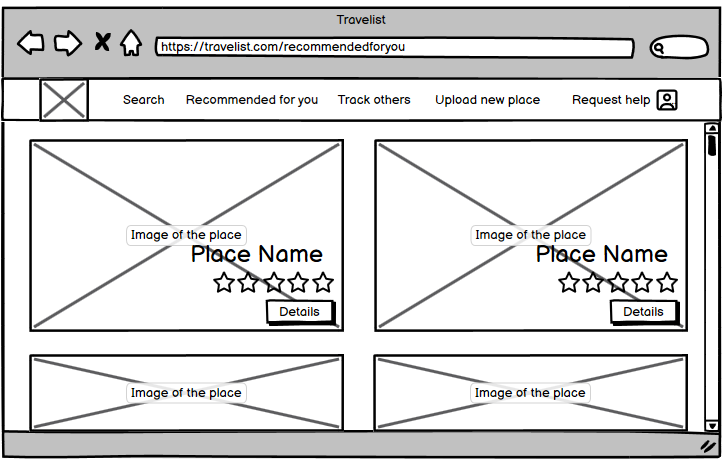 Travelist
https://travelist.com/recommendedforyou
Search Recommended for you Track others Upload new place Request help
Image of the place Image of the place
Place Name Place Name
Details Details
Image of the place Image of the place